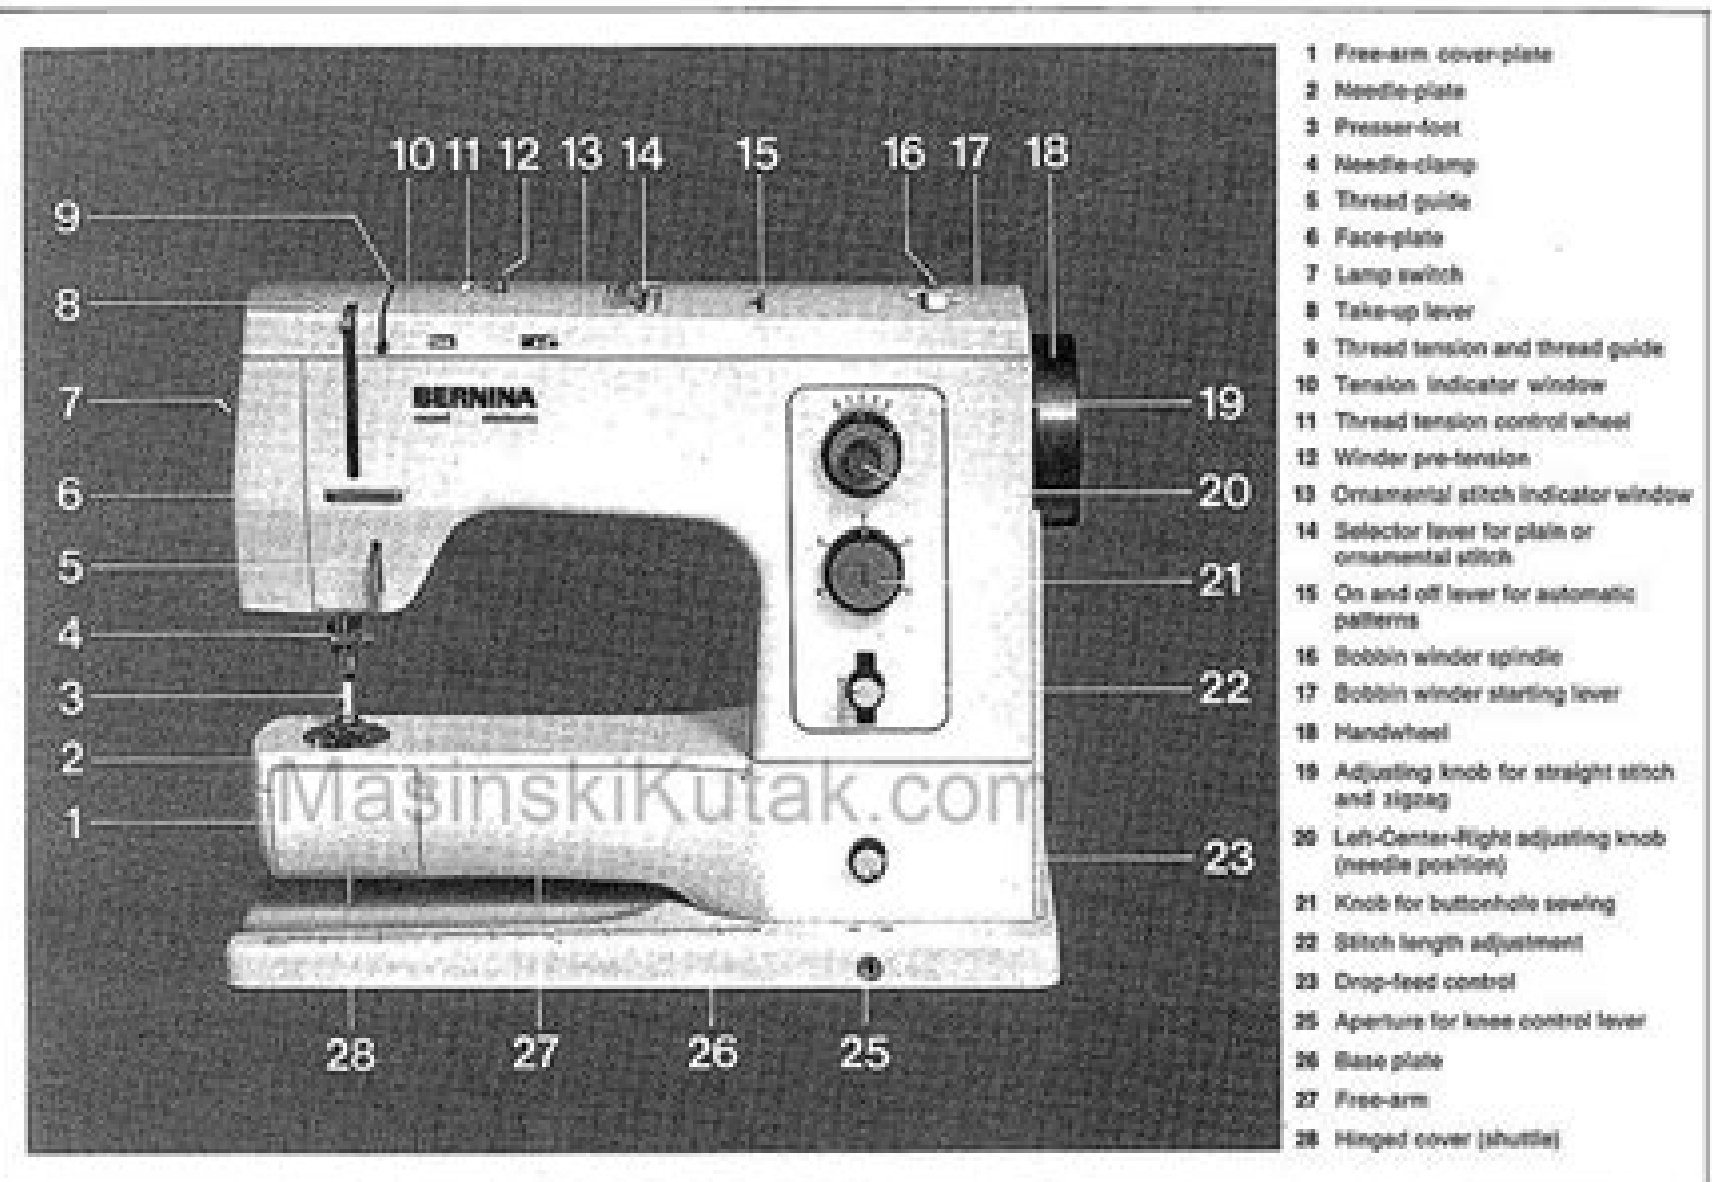 10 11 12 13 14 15 16 17 18
9
8
7
6
5
4
3
2
1
BERNINA
19
20
21
22
23
28 27 26 25
MasinskiKutak.com
1 Free-arm cover-plate
2 Needle-plate
3 Presser-foot
4 Needle-clamp
5 Thread guide
6 Face-plate
7 Lamp switch
8 Take-up lever
9 Thread tension and thread guide
10 Tension indicator window
11 Thread tension control wheel
12 Winder pre-tension
13 Ornamental stitch indicator window
14 Selector lever for plain or
ornamental stitch
15 On and off lever for automatic
patterns
16 Bobbin winder spindle
17 Bobbin winder starting lever
18 Handwheel
19 Adjusting knob for straight stitch
and zigzag
20 Left-Center-Right adjusting knob
(needle position)
21 Knob for buttonhole sewing
22 Stitch length adjustment
23 Drop-feed control
25 Aperture for knee control lever
26 Base plate
27 Free-arm
28 Hinged cover (shuttle)